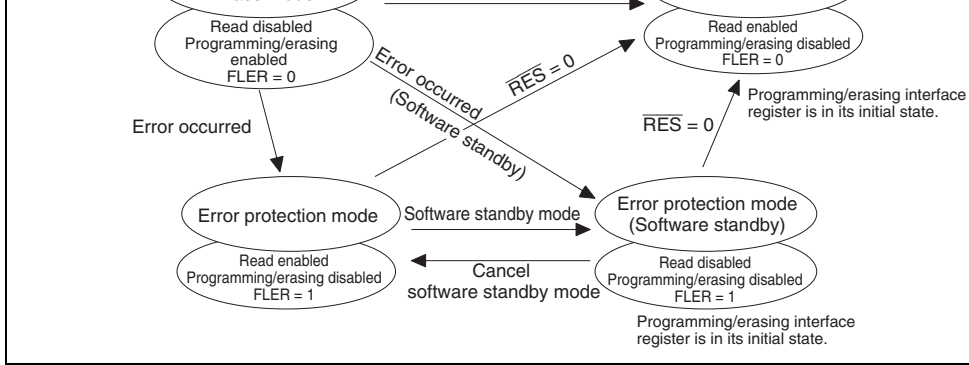 Read disabled
Programming/erasing
enabled
FLER = 0
Read enabled
Programming/erasing disabled
FLER = 0
Error occurred
(Software standby)
RES = 0
Programming/erasing interface
register is in its initial state.
Error occurred
RES = 0
Error protection mode
Software standby mode
Error protection mode
(Software standby)
Read enabled
Programming/erasing disabled
FLER = 1
Cancel
software standby mode
Read disabled
Programming/erasing disabled
FLER = 1
Programming/erasing interface
register is in its initial state.